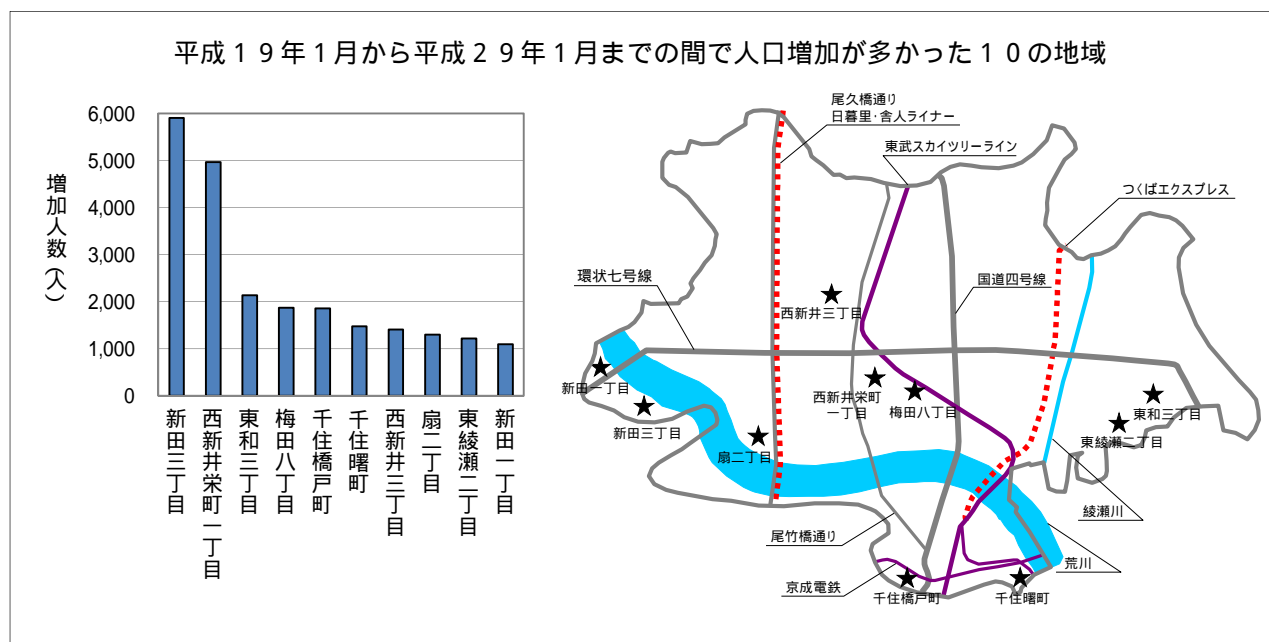 平成19年1月から平成29年1月までの間で人口増加が多かった10の地域
6,000
5,000
4,000
3,000
2,000
1,000
0
増加人数(人)
新田三丁目
西新井栄町一丁目
東和三丁目
梅田八丁目
千住橋戸町
千住曙町
西新井三丁目
扇二丁目
東綾瀬二丁目
新田一丁目
尾久橋通り
日暮里・舎人ライナー
東武スカイツリーライン
つくばエクスプレス
環状七号線
国道四号線
西新井三丁目
新田一丁目
西新井栄町
一丁目
梅田八丁目
東和三丁目
新田三丁目
東綾瀬二丁目
扇二丁目
綾瀬川
尾竹橋通り
荒川
京成電鉄
千住橋戸町
千住曙町